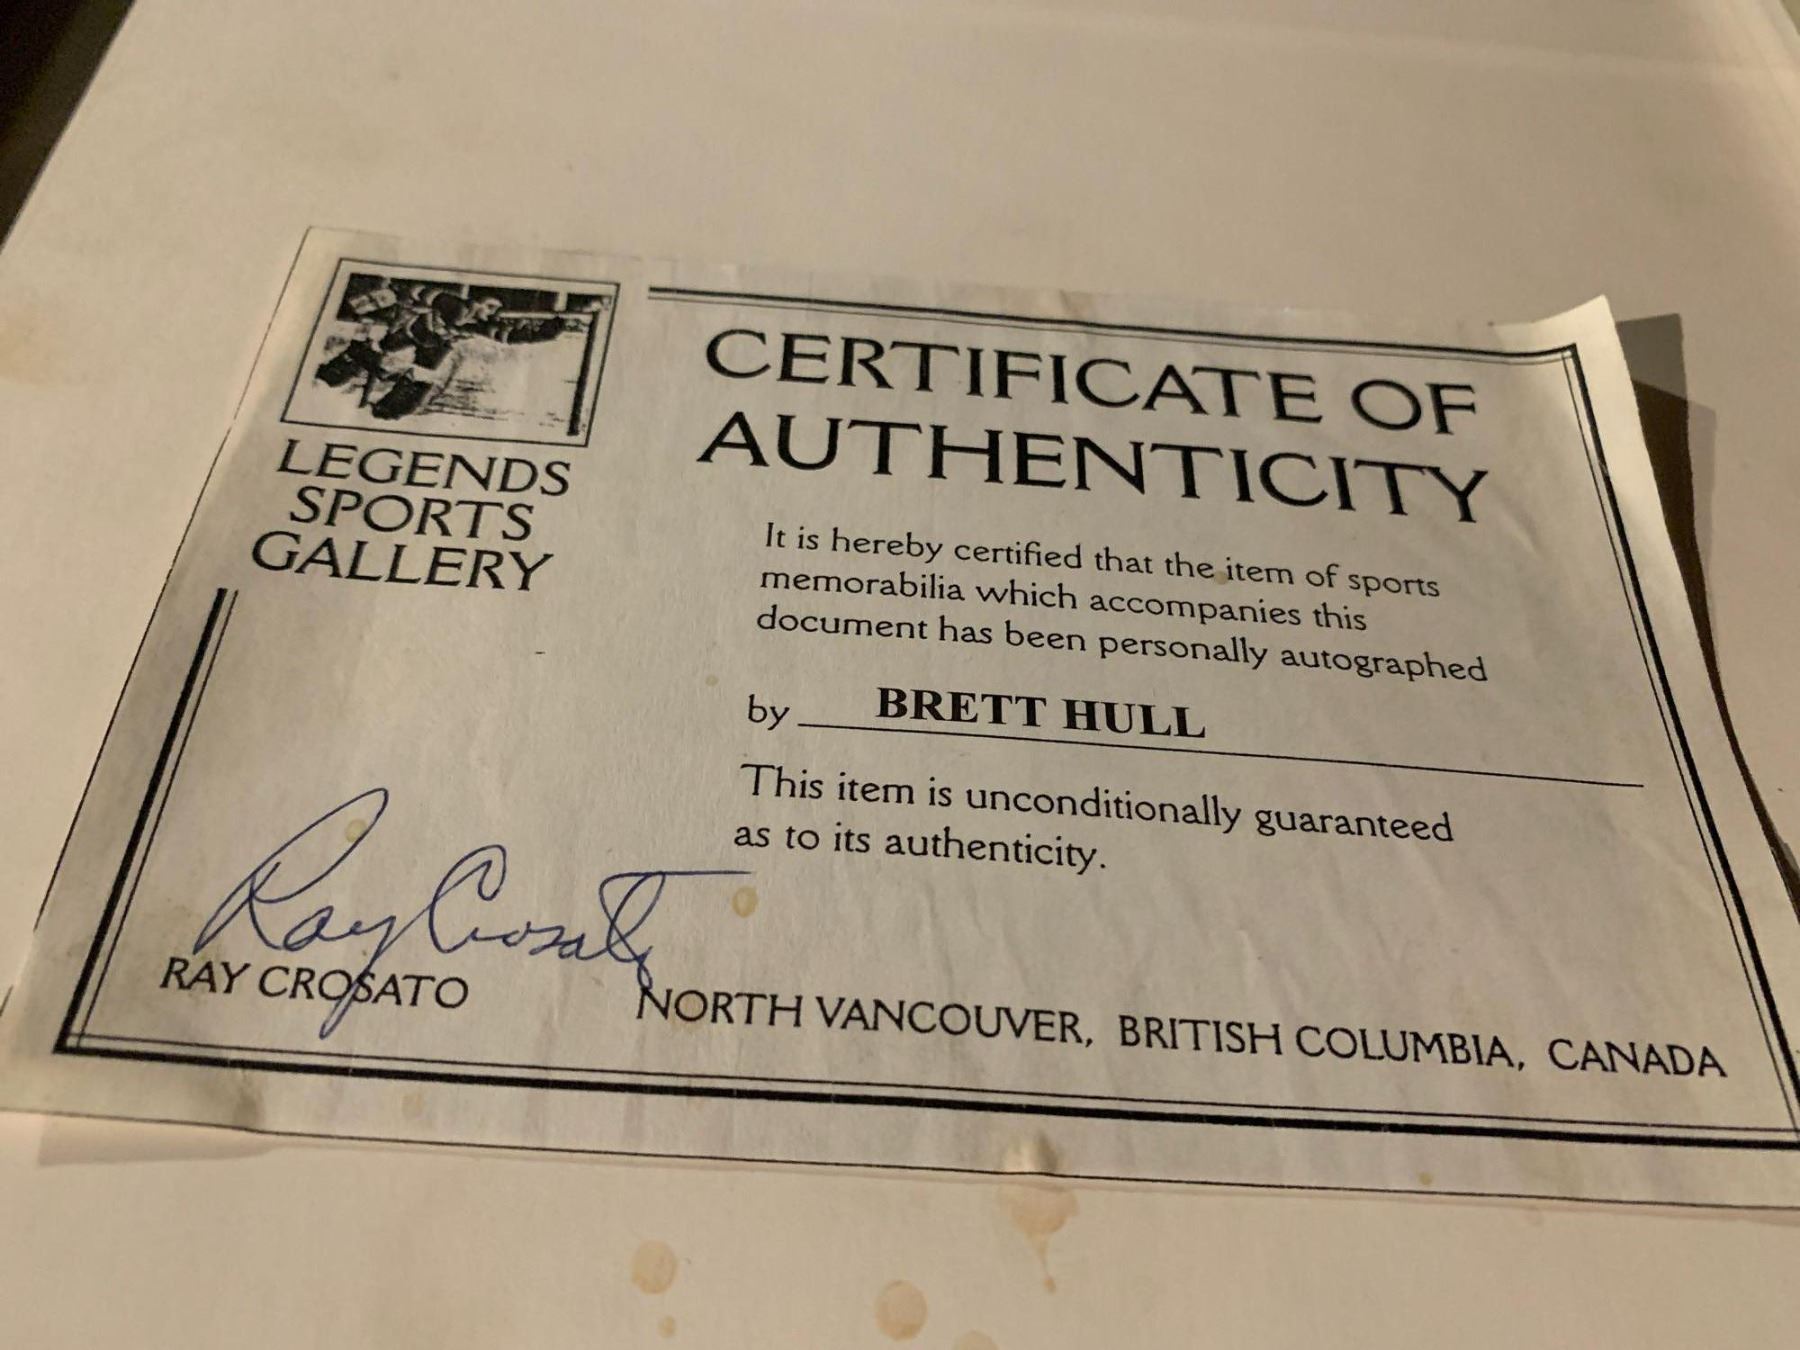 LEGENDS
SPORTS
GALLERY
CERTIFICATE OF
AUTHENTICITY
It is hereby certified that the item of sports
memorabilia which accompanies this
document has been personally autographed
by BRETT HULL
This item is unconditionally guaranteed
as to its authenticity.
Ray Crosato
RAY CROSATO
NORTH VANCOUVER, BRITISH COLUMBIA, CANADA